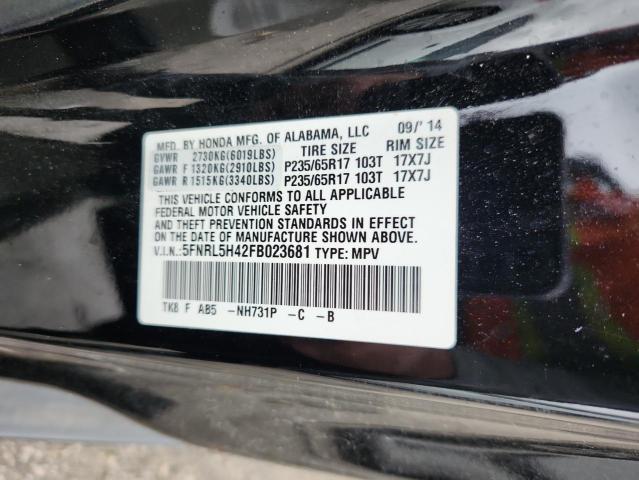 MFD. BY HONDA MFG. OF ALABAMA, LLC 09/'14
GVWR 2730KG(6019LBS) TIRE SIZE RIM SIZE
GAWR F 1320KG(2910LBS) P235/65R17 103T 17X7J
GAWR R 1515KG(3340LBS) P235/65R17 103T 17X7J
THIS VEHICLE CONFORMS TO ALL APPLICABLE
FEDERAL MOTOR VEHICLE SAFETY
AND THEFT PREVENTION STANDARDS IN EFFECT
ON THE DATE OF MANUFACTURE SHOWN ABOVE.
V.I.N.:5FNRL5H42FB023681 TYPE: MPV
TK8 F AB5 -NH731P -C -B